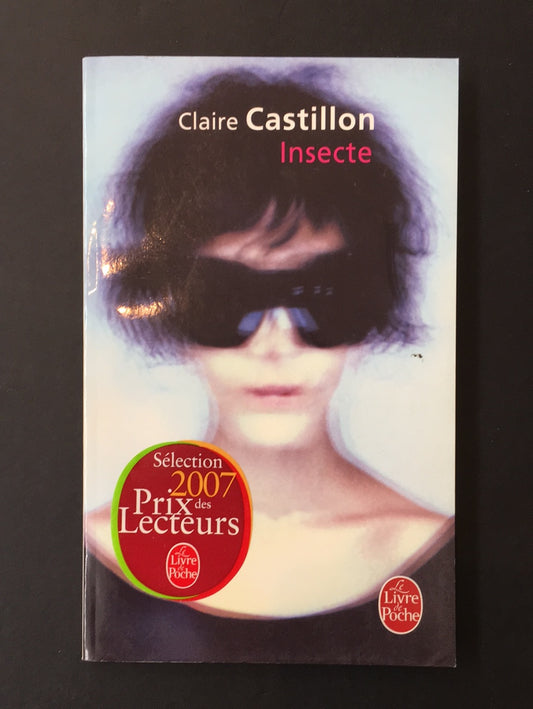 Claire Castillon
Insecte
Sélection
2007
Prix des
Lecteurs
Le
Livre
de
Poche
Le
Livre
de
Poche